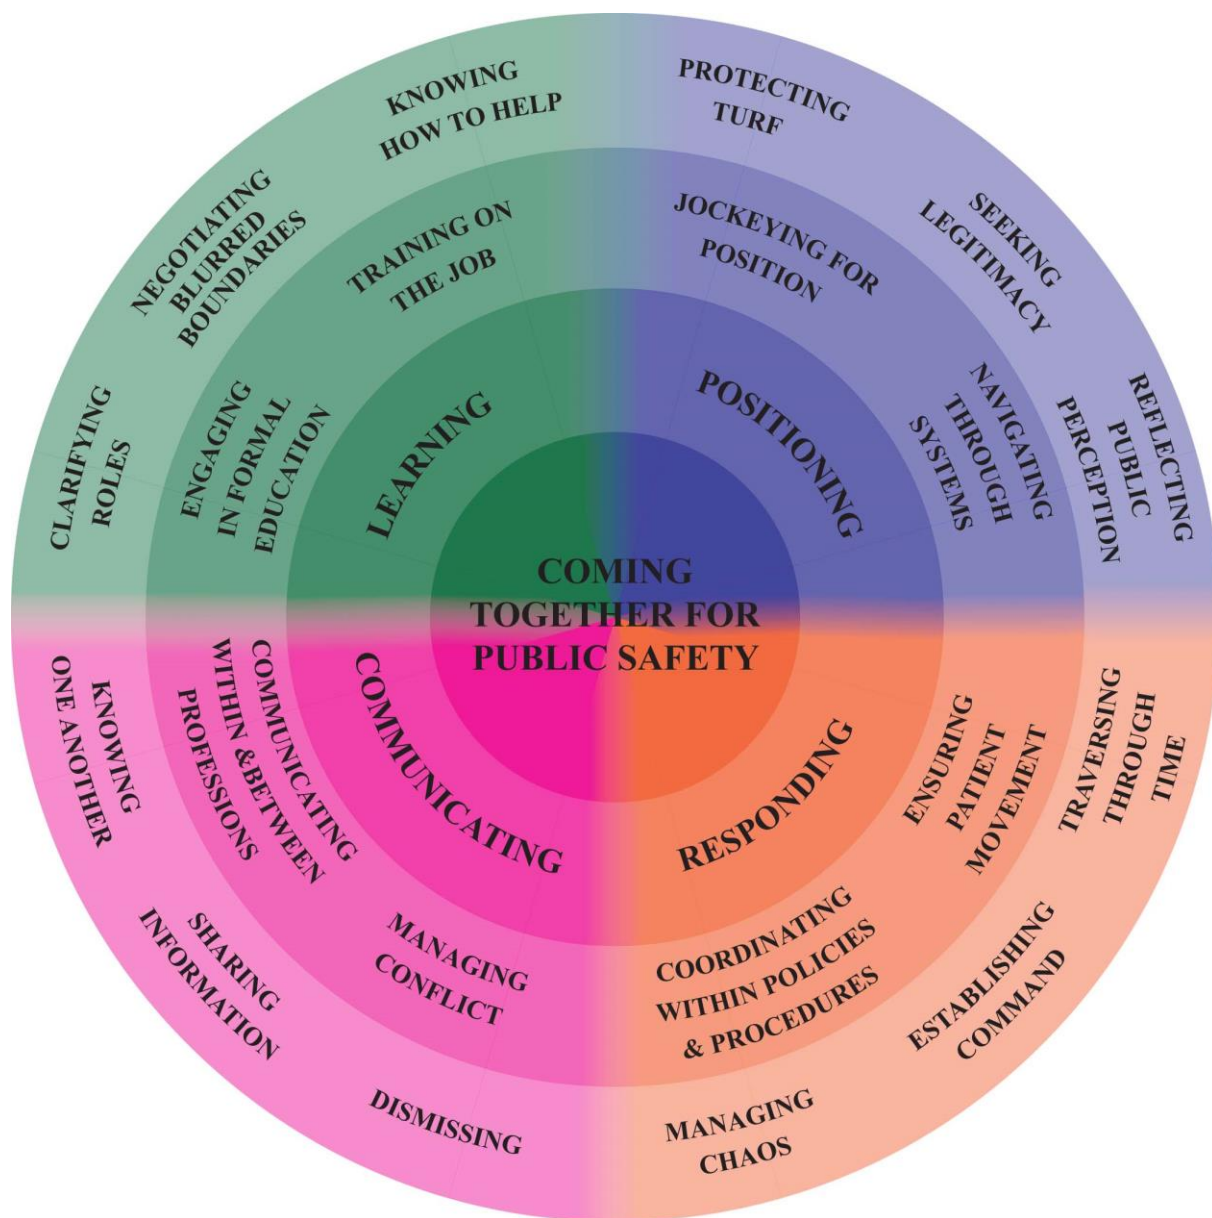 KNOWING
HOW TO HELP
PROTECTING
TURF
NEGOTIATING
BLURRED
BOUNDARIES
TRAINING ON
THE JOB
JOCKEYING FOR
POSITION
SEEKING
LEGITIMACY
CLARIFYING
ROLES
ENGAGING
IN FORMAL
EDUCATION
LEARNING
POSITIONING
NAVIGATING
THROUGH
SYSTEMS
REFLECTING
PUBLIC
PERCEPTION
COMING
TOGETHER FOR
PUBLIC SAFETY
KNOWING
ONE ANOTHER
COMMUNICATING
WITHIN &BETWEEN
PROFESSIONS
COMMUNICATING
RESPONDING
ENSURING
PATIENT
MOVEMENT
TRAVERSING
THROUGH
TIME
SHARING
INFORMATION
MANAGING
CONFLICT
COORDINATING
WITHIN POLICIES
& PROCEDURES
ESTABLISHING
COMMAND
DISMISSING
MANAGING
CHAOS